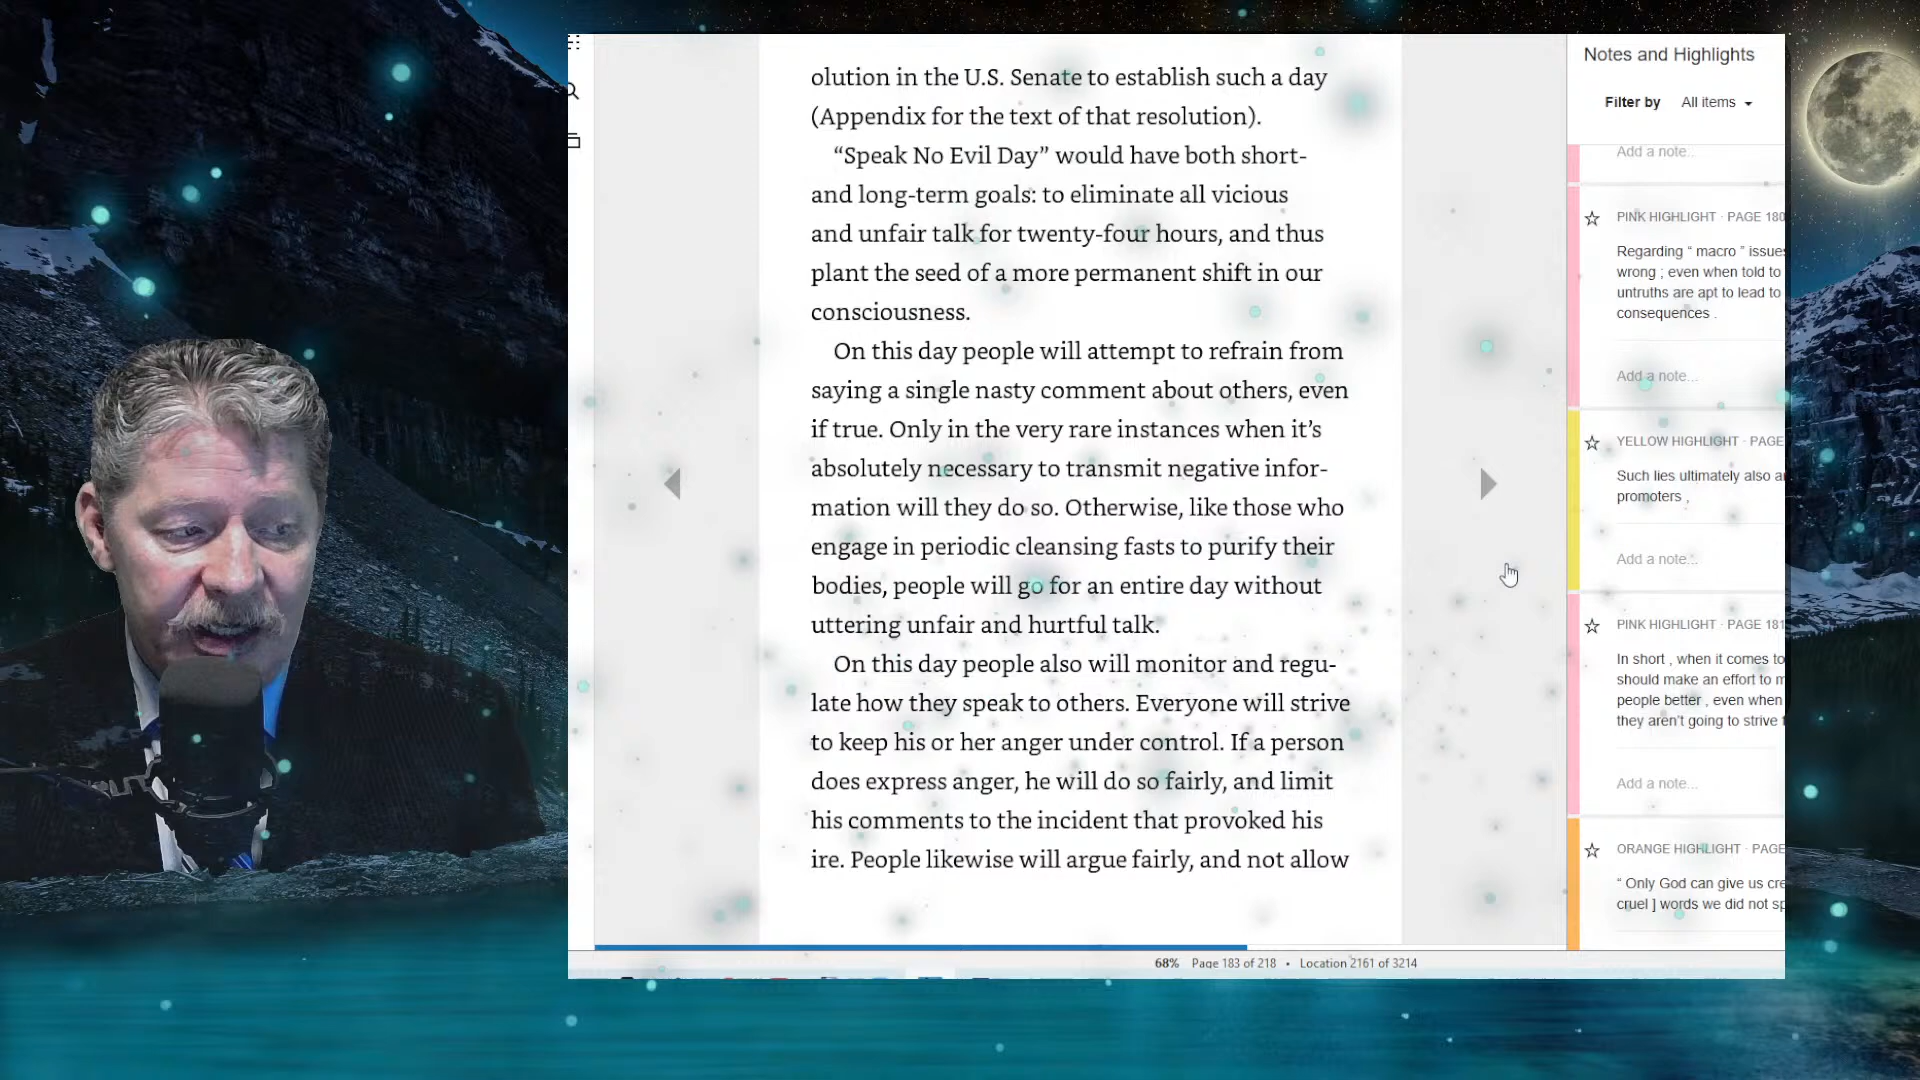 olution in the U.S. Senate to establish such a day
(Appendix for the text of that resolution).
“Speak No Evil Day” would have both short-
and long-term goals: to eliminate all vicious
and unfair talk for twenty-four hours, and thus
plant the seed of a more permanent shift in our
consciousness.
On this day people will attempt to refrain from
saying a single nasty comment about others, even
if true. Only in the very rare instances when it’s
absolutely necessary to transmit negative infor-
mation will they do so. Otherwise, like those who
engage in periodic cleansing fasts to purify their
bodies, people will go for an entire day without
uttering unfair and hurtful talk.
On this day people also will monitor and regu-
late how they speak to others. Everyone will strive
to keep his or her anger under control. If a person
does express anger, he will do so fairly, and limit
his comments to the incident that provoked his
ire. People likewise will argue fairly, and not allow
68% Page 183 of 218 • Location 2161 of 3214
Notes and Highlights
Filter by All items
Add a note...
PINK HIGHLIGHT · PAGE 180
Regarding “ macro ” issues
wrong ; even when told to
untruths are apt to lead to
consequences .
Add a note...
YELLOW HIGHLIGHT · PAGE
Such lies ultimately also
promoters ,
Add a note...
PINK HIGHLIGHT · PAGE 181
In short , when it comes to
should make an effort to
people better , even when
they aren’t going to strive
Add a note...
ORANGE HIGHLIGHT · PAGE
“ Only God can give us
cruel ] words we did not